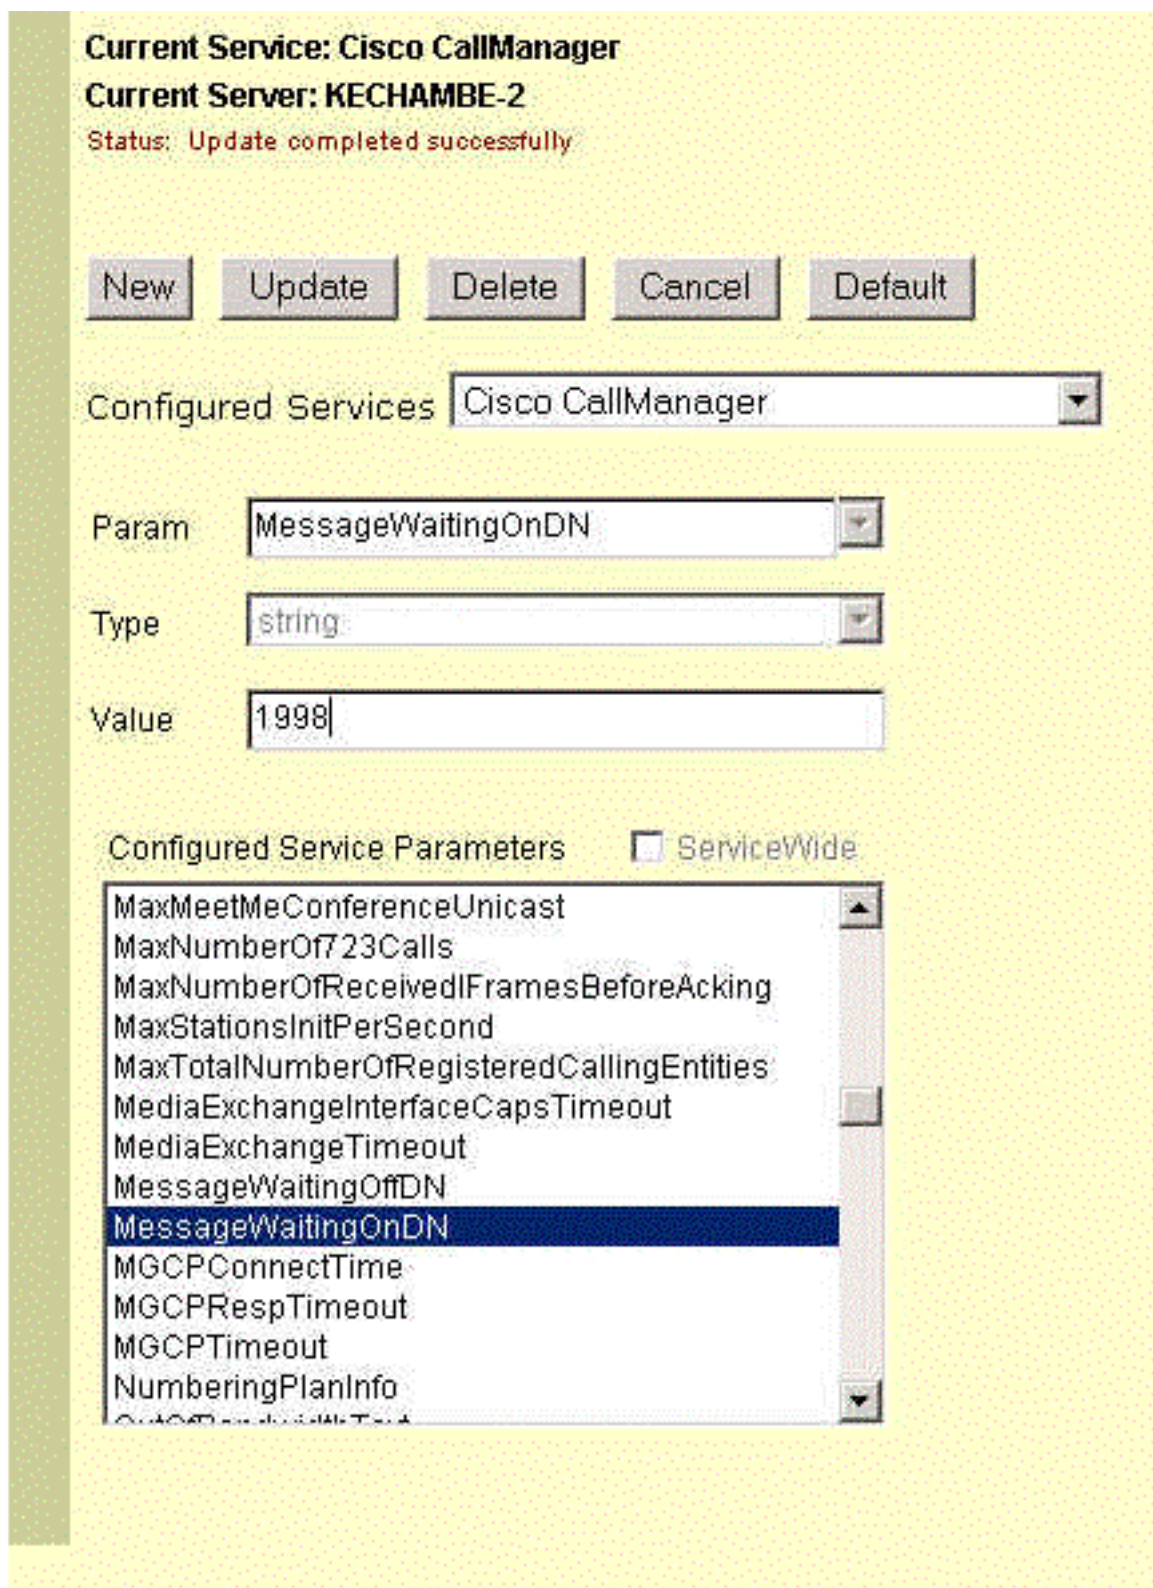 Current Service: Cisco CallManager
Current Server: KECHAMBE-2
Status: Update completed successfully
New Update Delete Cancel Default
Configured Services Cisco CallManager
Param MessageWaitingOnDN
Type string
Value 1998
Configured Service Parameters ServiceWide
MaxMeetMeConferenceUnicast
MaxNumberOf723Calls
MaxNumberOfReceivedIFramesBeforeAcking
MaxStationsInitPerSecond
MaxTotalNumberOfRegisteredCallingEntities
MediaExchangeInterfaceCapsTimeout
MediaExchangeTimeout
MessageWaitingOffDN
MessageWaitingOnDN
MGCPConnectTime
MGCPRespTimeout
MGCPTimeout
NumberingPlanInfo
OutOfBandwidthText